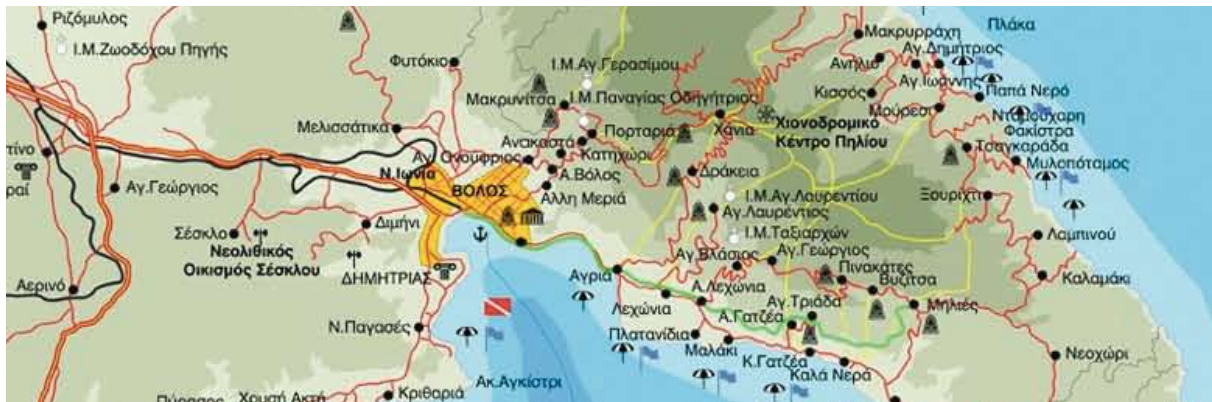 Ριζόμυλος
Ι.Μ.Ζωοδόχου Πηγής
Φυτόκιο
Ι.Μ.Αγ.Γερασίμου
Μακρυνίτσα
Ι.Μ.Παναγίας Οδηγήτριος
Μακρυρράχη
Πλάκα
Αγ.Δημήτριος
Ανήλιο
Αγ.Ιωάννης
Κισσός
Παπά Νερό
Μούρεσι
Νταμούχαρη
Φακίστρα
Τσαγκαράδα
Μυλοπόταμος
Μελισσάτικα
Ανακασιά
Πορταριά
Χάνια
Χιονοδρομικό
Κέντρο Πηλίου
τίνο
ραί
Αγ.Γεώργιος
Αγ.Ονούφριος
Κατηχώρι
Ν.Ιωνία
ΒΟΛΟΣ
Α.Βόλος
Άλλη Μεριά
Δράκεια
Ι.Μ.Αγ.Λαυρεντίου
Αγ.Λαυρέντιος
Ι.Μ.Ταξιαρχών
Ξουρίχτι
Λαμπινού
Καλαμάκι
Σέσκλο
Διμήνι
Νεολιθικός
Οικισμός Σέσκλου
ΔΗΜΗΤΡΙΑΣ
Αερινό
Αγριά
Αγ.Βλάσιος
Αγ.Γεώργιος
Πινακάτες
Βυζίτσα
Μηλιές
Λεχώνια
Α.Λεχώνια
Αγ.Τριάδα
Α.Γατζέα
Πλατανίδια
Μαλάκι
Κ.Γατζέα
Καλά Νερά
Νεοχώρι
Ν.Παγασές
Ακ.Αγκίστρι
Κριθαριά
Χρυσή Ακτή